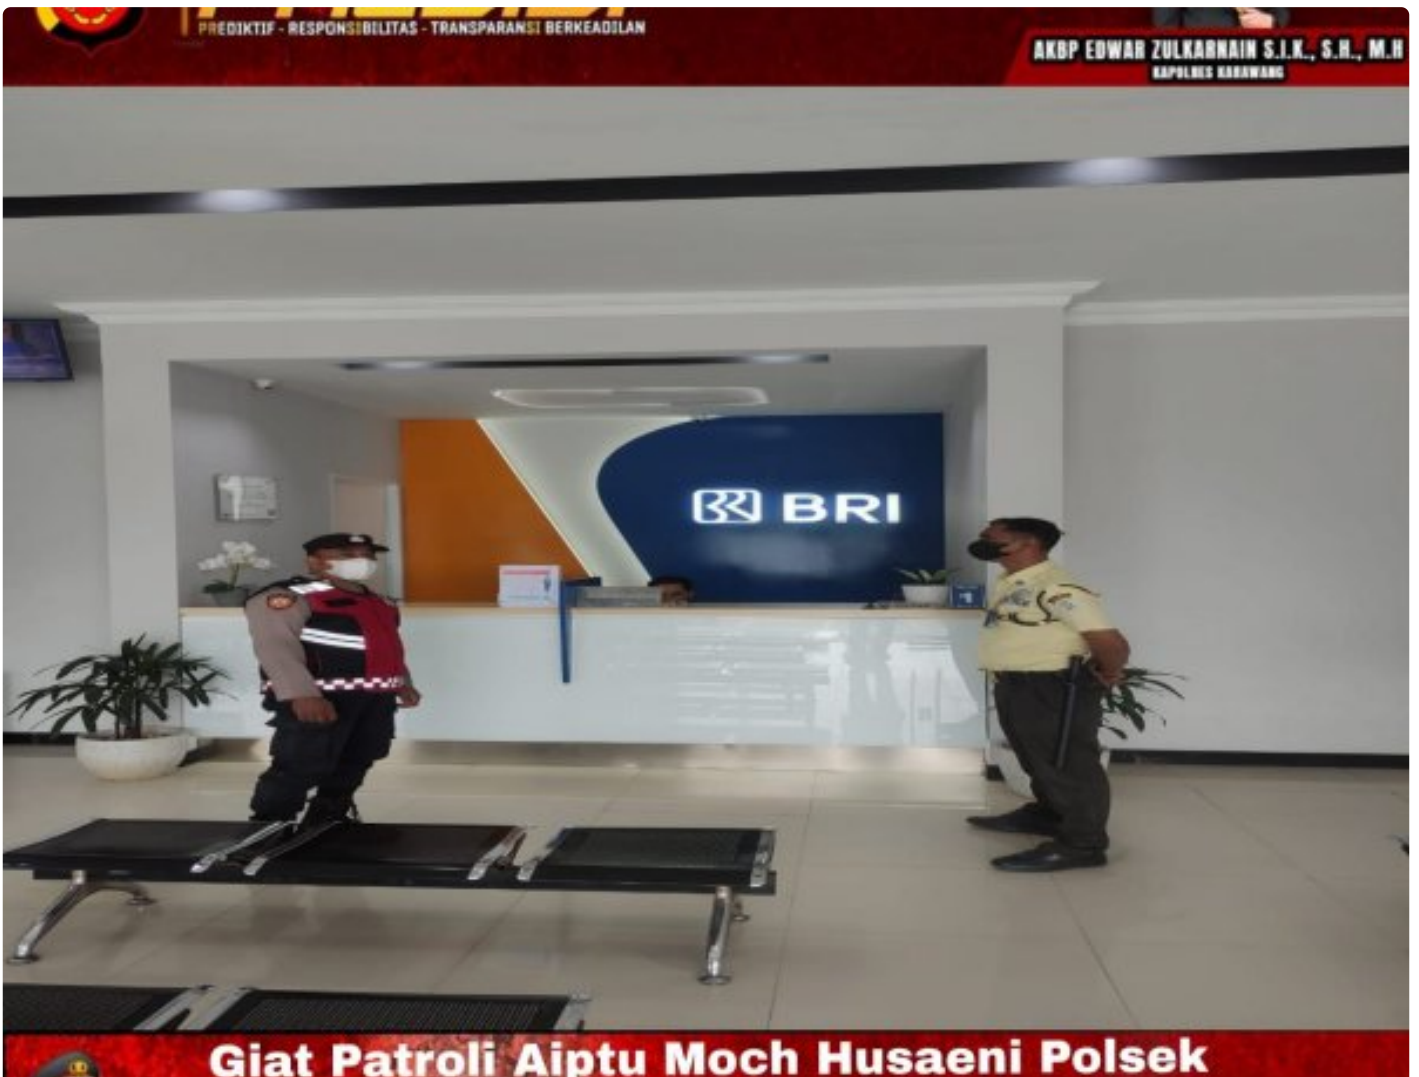 PREDIKTIF - RESPONSIBILITAS - TRANSPARANSI BERKEADILAN
AKBP EDWAR ZULKARNAIN S.I.K., S.H., M.H
KAPOLRES KARAWANG
BRI
Giat Patroli Aiptu Moch Husaeni Polsek